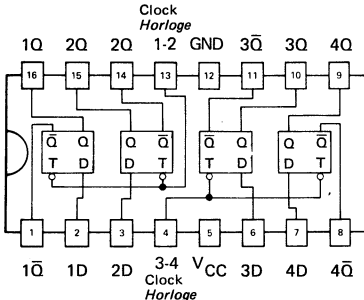 Clock
Horloge
1Q 2Q 2Q 1-2 GND 3Q̅ 3Q 4Q
16 15 14 13 12 11 10 9
Q̅ Q Q Q̅ Q̅ Q Q Q̅
T D D T T D D T
1 2 3 4 5 6 7 8
1Q̅ 1D 2D 3-4 VCC 3D 4D 4Q̅
Clock
Horloge